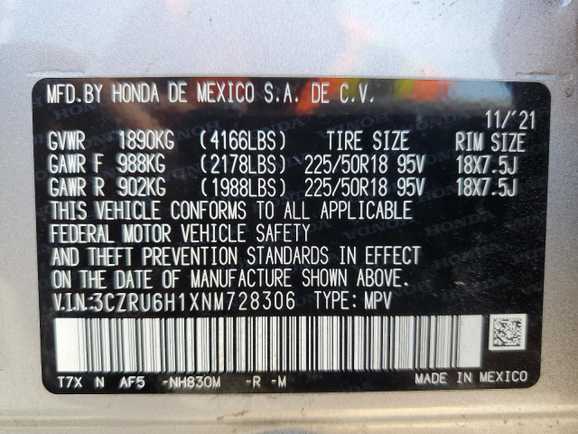 MFD.BY HONDA DE MEXICO S.A. DE C.V.
11/'21
GVWR 1890KG (4166LBS) TIRE SIZE RIM SIZE
GAWR F 988KG (2178LBS) 225/50R18 95V 18X7.5J
GAWR R 902KG (1988LBS) 225/50R18 95V 18X7.5J
THIS VEHICLE CONFORMS TO ALL APPLICABLE
FEDERAL MOTOR VEHICLE SAFETY
AND THEFT PREVENTION STANDARDS IN EFFECT
ON THE DATE OF MANUFACTURE SHOWN ABOVE.
V.I.N:3CZRU6H1XNM728306 TYPE: MPV
T7X N AF5 -NH830M -R -M MADE IN MEXICO